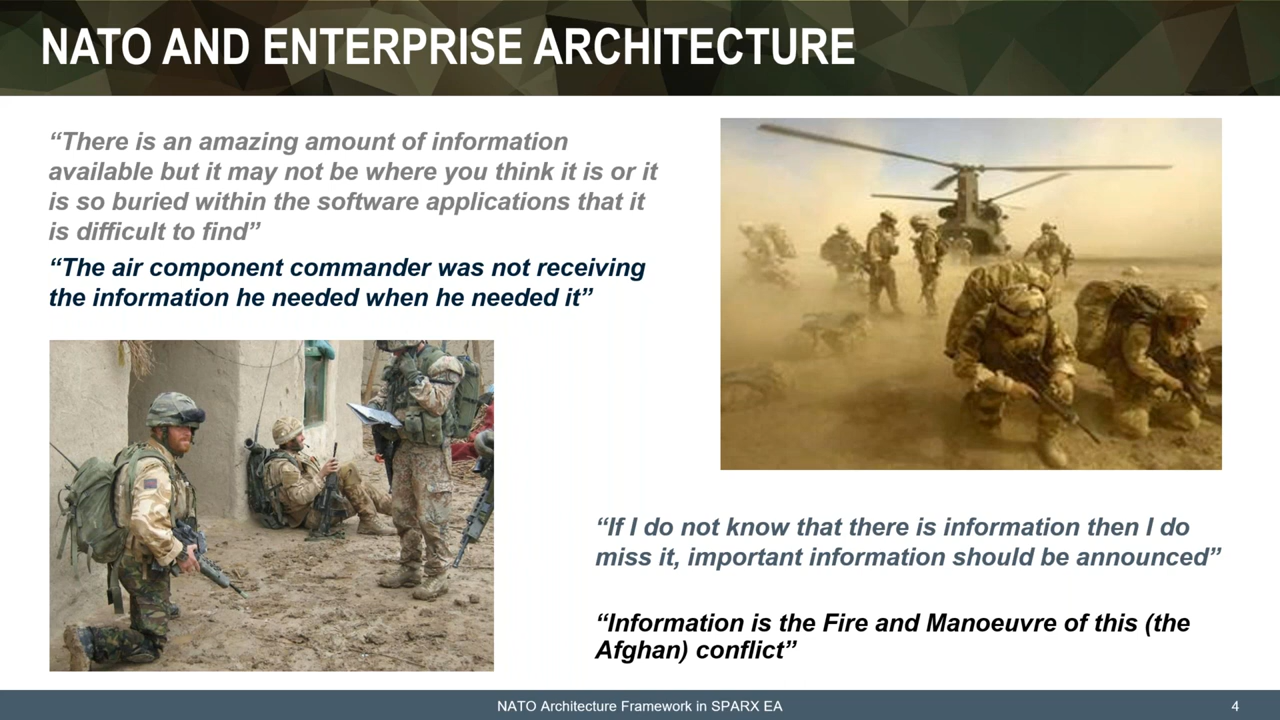 NATO AND ENTERPRISE ARCHITECTURE
“There is an amazing amount of information
available but it may not be where you think it is or it
is so buried within the software applications that it
is difficult to find”
“The air component commander was not receiving
the information he needed when he needed it”
“If I do not know that there is information then I do
miss it, important information should be announced”
“Information is the Fire and Manoeuvre of this (the
Afghan) conflict”
NATO Architecture Framework in SPARX EA
4